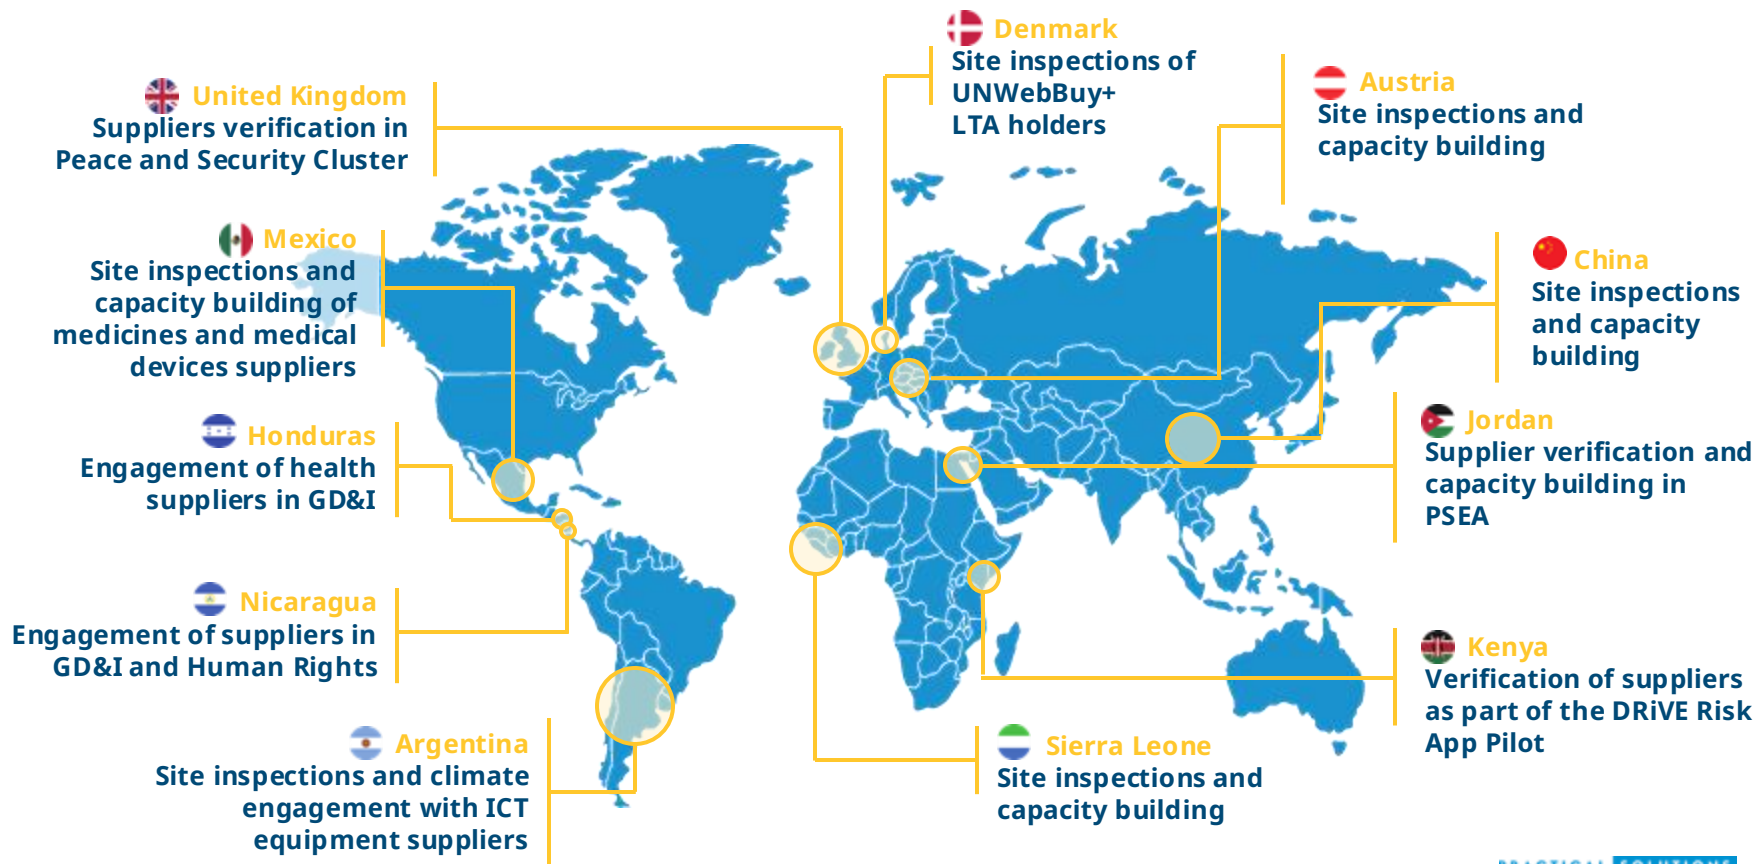 Denmark
Site inspections of
UNWebBuy+
LTA holders
United Kingdom
Suppliers verification in
Peace and Security Cluster
Austria
Site inspections and
capacity building
Mexico
Site inspections and
capacity building of
medicines and medical
devices suppliers
China
Site inspections
and capacity
building
Honduras
Engagement of health
suppliers in GD&I
Jordan
Supplier verification and
capacity building in
PSEA
Nicaragua
Engagement of suppliers in
GD&I and Human Rights
Kenya
Verification of suppliers
as part of the DRiVE Risk
App Pilot
Argentina
Site inspections and climate
engagement with ICT
equipment suppliers
Sierra Leone
Site inspections and
capacity building